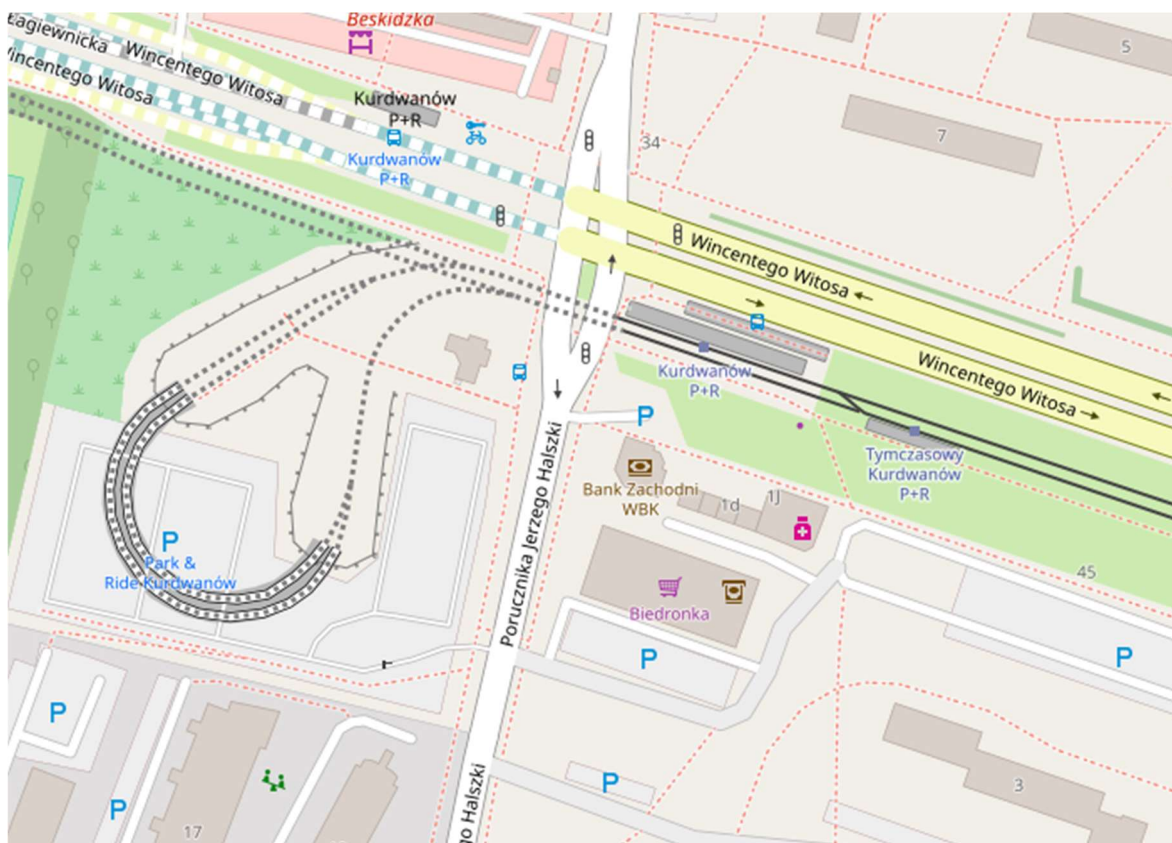 Beskidzka
5
Łagiewnicka
Wincentego Witosa
Wincentego Witosa
Kurdwanów
P+R
Kurdwanów
P+R
7
34
Wincentego Witosa
Wincentego Witosa
Kurdwanów
P+R
P
Tymczasowy
Kurdwanów
P+R
Porucznika Jerzego Halszki
Bank Zachodni
WBK
1d
1J
P
Park &
Ride Kurdwanów
45
Biedronka
P
P
P
P
P
3
17
go Halszki